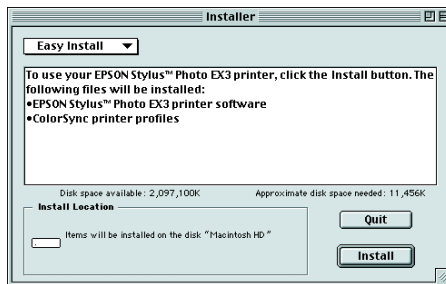 Installer
Easy Install
To use your EPSON Stylus™ Photo EX3 printer, click the Install button. The
following files will be installed:
•EPSON Stylus™ Photo EX3 printer software
•ColorSync printer profiles
Disk space available: 2,097,100K Approximate disk space needed: 11,456K
Install Location
Items will be installed on the disk "Macintosh HD"
Quit
Install